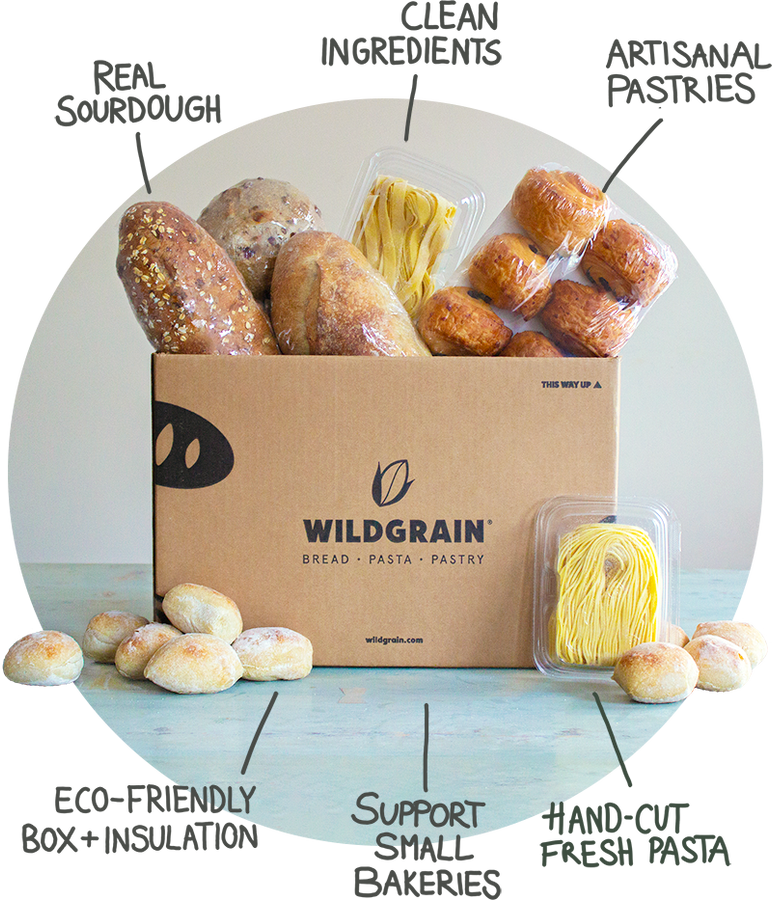 CLEAN
INGREDIENTS
ARTISANAL
PASTRIES
REAL
SOURDOUGH
THIS WAY UP
WILDGRAIN®
BREAD · PASTA · PASTRY
wildgrain.com
ECO-FRIENDLY
BOX+INSULATION
SUPPORT
SMALL
BAKERIES
HAND-CUT
FRESH PASTA